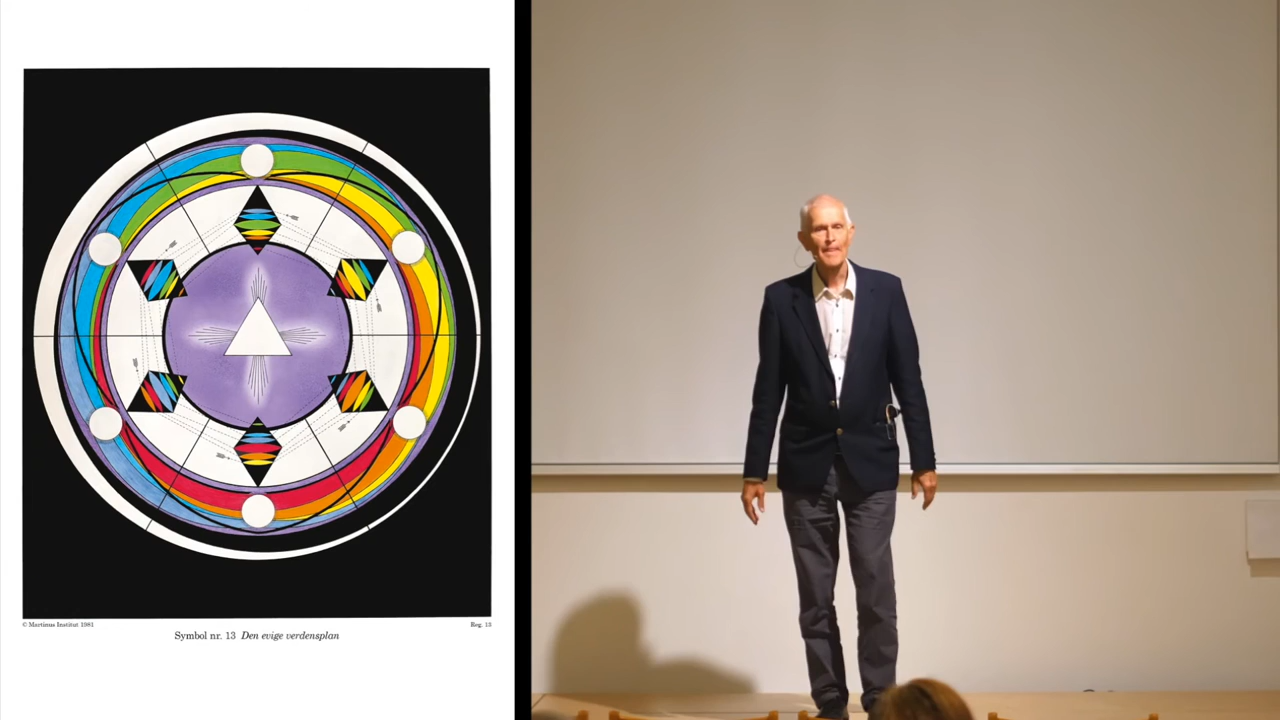 © Martinus Institut 1981
Reg. 13
Symbol nr. 13 Den evige verdensplan